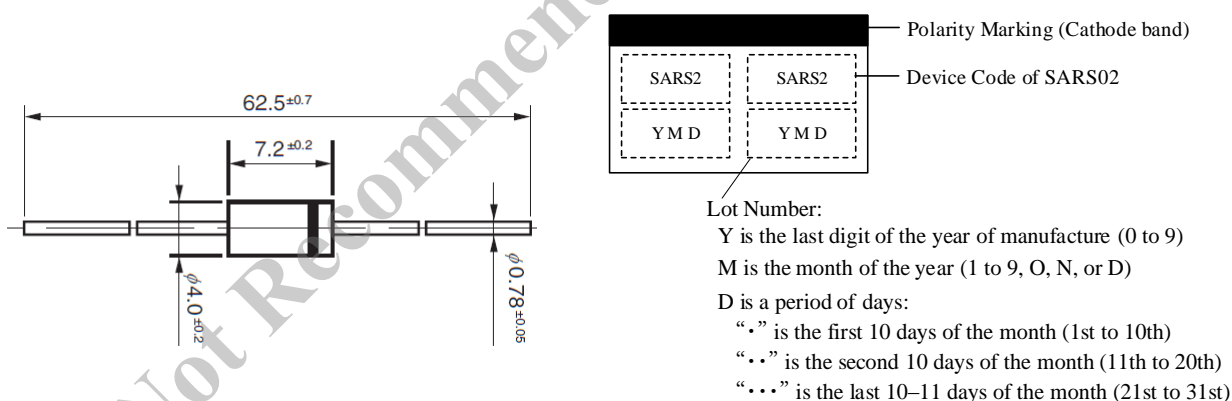 62.5±0.7
7.2±0.2
φ4.0±0.2
φ0.78±0.05
Polarity Marking (Cathode band)
SARS2 SARS2
Device Code of SARS02
Y M D Y M D
Lot Number:
Y is the last digit of the year of manufacture (0 to 9)
M is the month of the year (1 to 9, O, N, or D)
D is a period of days:
“•” is the first 10 days of the month (1st to 10th)
“••” is the second 10 days of the month (11th to 20th)
“•••” is the last 10–11 days of the month (21st to 31st)
Not Recommen